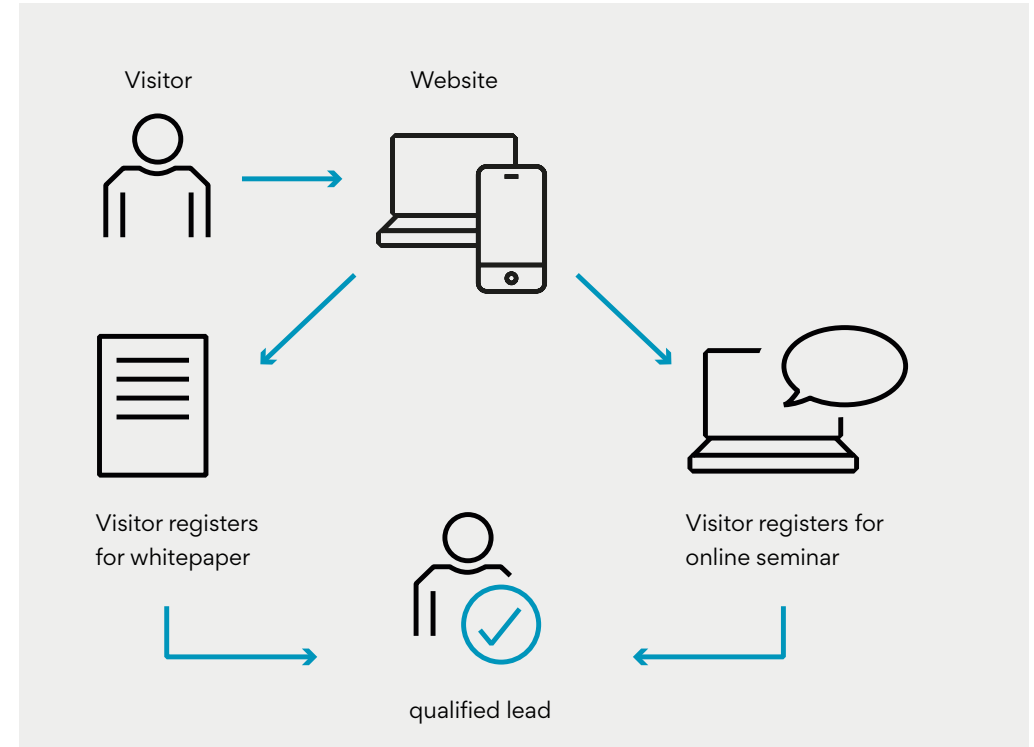 Visitor
Website
Visitor registers
for whitepaper
Visitor registers for
online seminar
qualified lead